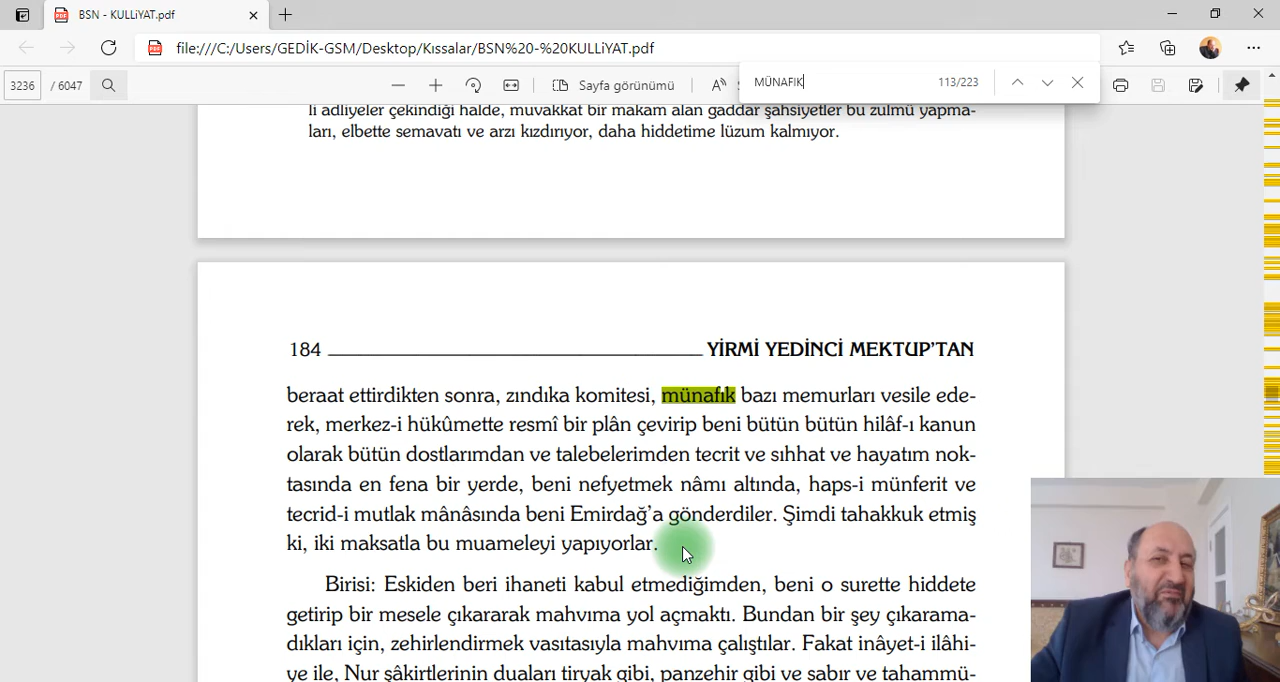 BSN - KULLiYAT.pdf
file:///C:/Users/GEDİK-GSM/Desktop/Kıssalar/BSN%20-%20KULLiYAT.pdf
3236 / 6047
Sayfa görünümü
MÜNAFIK
113/223
li adliyeler çekindiği halde, muvakkat bir makam alan gaddar şahsiyetler bu zulmü yapma-
ları, elbette semavatı ve arzı kızdırıyor, daha hiddetime lüzum kalmıyor.
184 YİRMİ YEDİNCİ MEKTUP'TAN
beraat ettirdikten sonra, zındıka komitesi, münafık bazı memurları vesile ede-
rek, merkez-i hükûmette resmî bir plân çevirip beni bütün bütün hilâf-ı kanun
olarak bütün dostlarımdan ve talebelerimden tecrit ve sıhhat ve hayatım nok-
tasında en fena bir yerde, beni nefyetmek nâmı altında, haps-i münferit ve
tecrid-i mutlak mânâsında beni Emirdağ'a gönderdiler. Şimdi tahakkuk etmiş
ki, iki maksatla bu muameleyi yapıyorlar.
Birisi: Eskiden beri ihaneti kabul etmediğimden, beni o surette hiddete
getirip bir mesele çıkararak mahvıma yol açmaktı. Bundan bir şey çıkarama-
dıkları için, zehirlendirmek vasıtasıyla mahvıma çalıştılar. Fakat inâyet-i ilâhi-
ye ile, Nur şâkirtlerinin duaları tiryak gibi, panzehir gibi ve sabır ve tahammü-